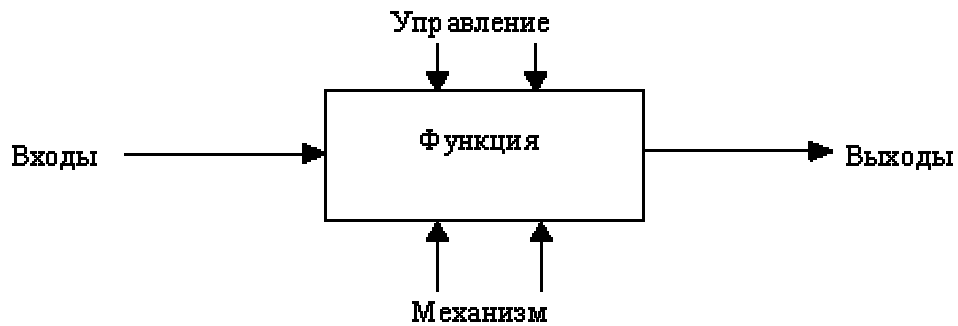 Управление
Функция
Входы
Выходы
Механизм